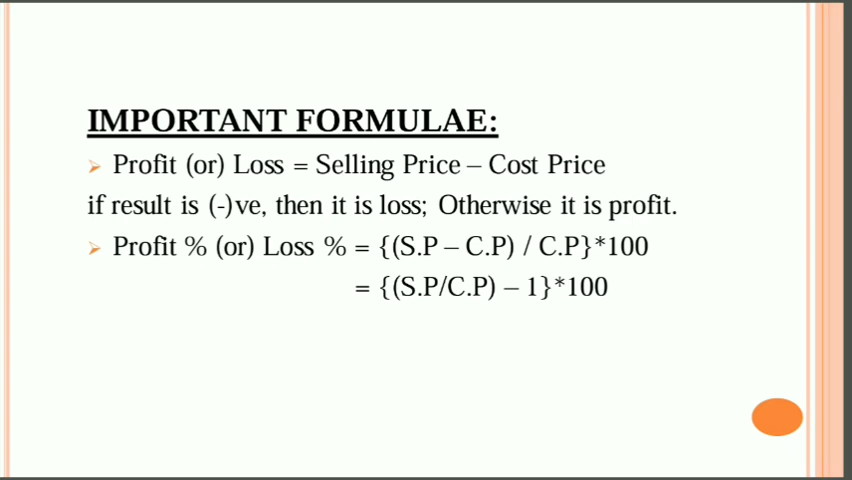 IMPORTANT FORMULAE:
➢ Profit (or) Loss = Selling Price – Cost Price
if result is (-)ve, then it is loss; Otherwise it is profit.
➢ Profit % (or) Loss % = {(S.P – C.P) / C.P}*100
= {(S.P/C.P) – 1}*100